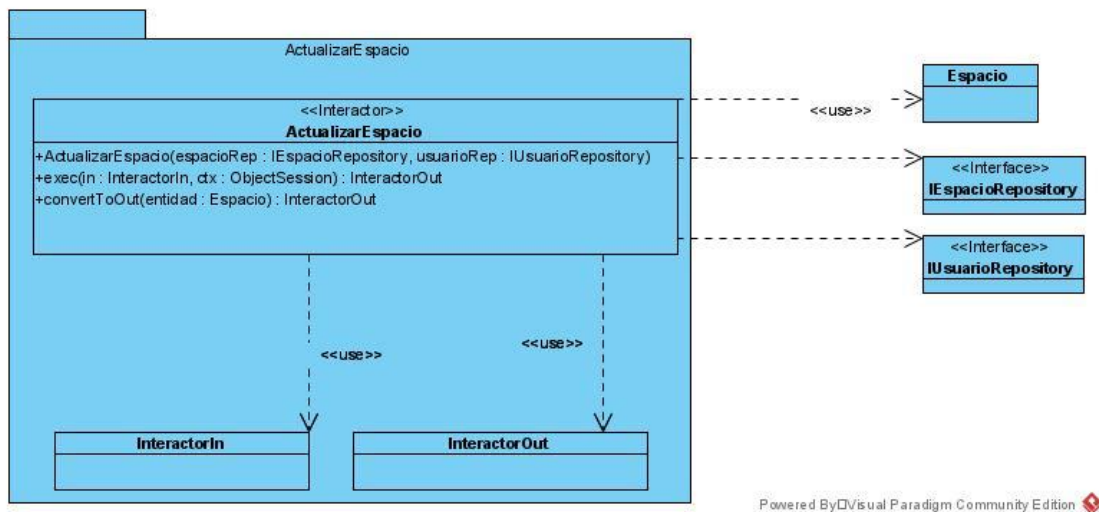 ActualizarEspacio
<<Interactor>>
ActualizarEspacio
+ActualizarEspacio(espacioRep : IEspacioRepository, usuarioRep : IUsuarioRepository)
+exec(in : InteractorIn, ctx : ObjectSession) : InteractorOut
+convertToOut(entidad : Espacio) : InteractorOut
<<use>>
Espacio
<<Interface>>
IEspacioRepository
<<Interface>>
IUsuarioRepository
<<use>>
<<use>>
InteractorIn
InteractorOut
Powered By□Visual Paradigm Community Edition